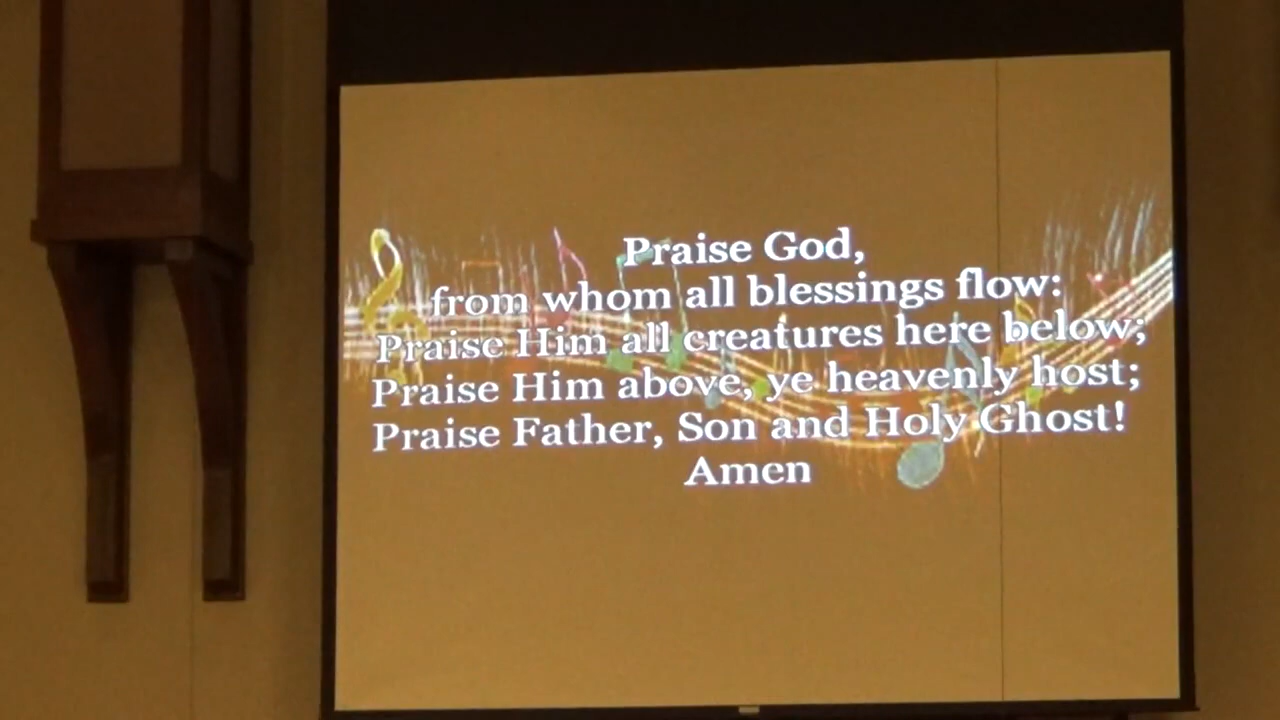 Praise God,
from whom all blessings flow:
Praise Him all creatures here below;
Praise Him above, ye heavenly host;
Praise Father, Son and Holy Ghost!
Amen